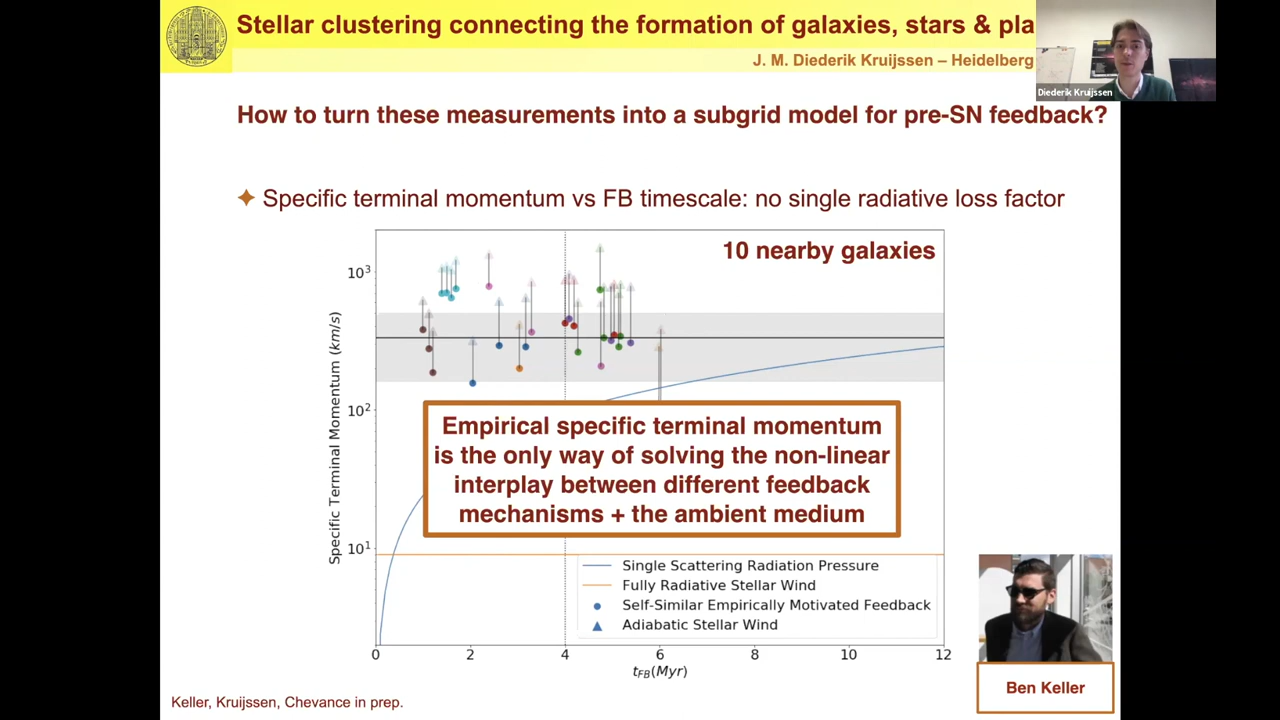 Stellar clustering connecting the formation of galaxies, stars & pla
J. M. Diederik Kruijssen – Heidelberg
Diederik Kruijssen
How to turn these measurements into a subgrid model for pre-SN feedback?
✦ Specific terminal momentum vs FB timescale: no single radiative loss factor
10 nearby galaxies
10³
10²
10¹
Specific Terminal Momentum (km/s)
Empirical specific terminal momentum
is the only way of solving the non-linear
interplay between different feedback
mechanisms + the ambient medium
Single Scattering Radiation Pressure
Fully Radiative Stellar Wind
Self-Similar Empirically Motivated Feedback
Adiabatic Stellar Wind
0 2 4 6 8 10 12
t_FB(Myr)
Ben Keller
Keller, Kruijssen, Chevance in prep.